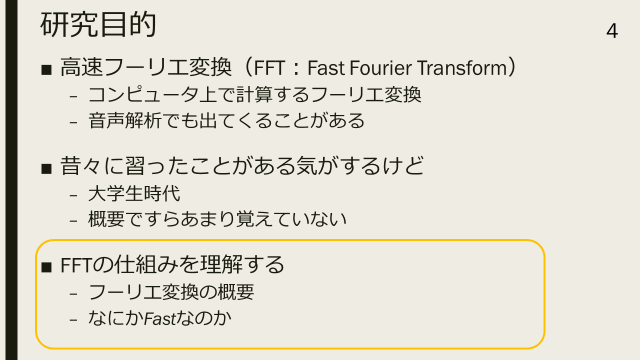 研究目的
4
■ 高速フーリエ変換（FFT：Fast Fourier Transform）
– コンピュータ上で計算するフーリエ変換
– 音声解析でも出てくることがある
■ 昔々に習ったことがある気がするけど
– 大学生時代
– 概要ですらあまり覚えていない
■ FFTの仕組みを理解する
– フーリエ変換の概要
– なにがFastなのか